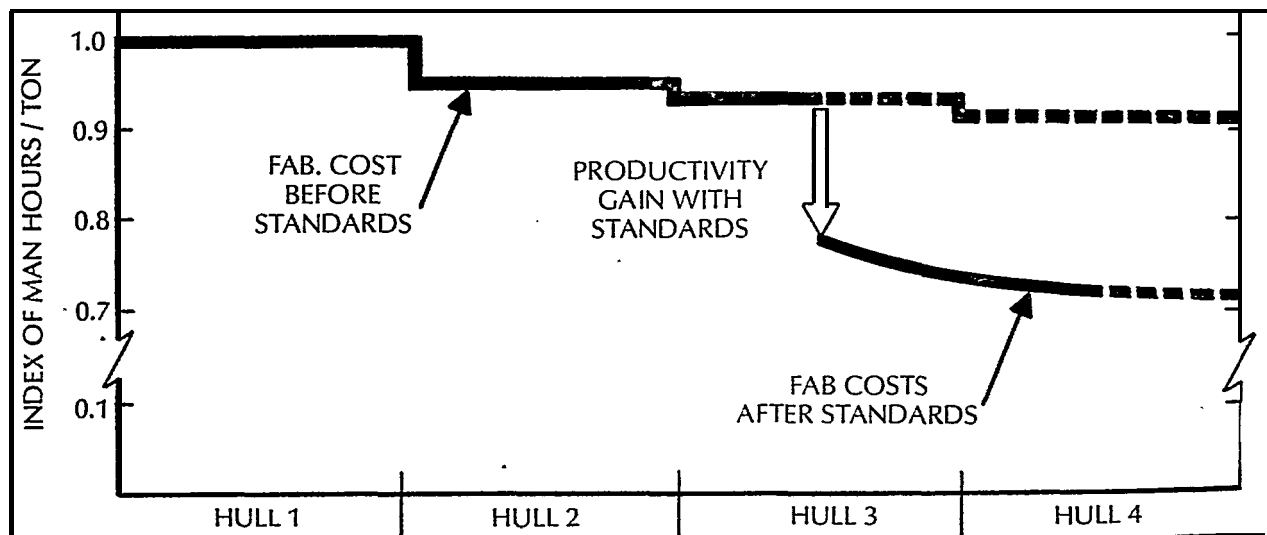 INDEX OF MAN HOURS / TON
1.0
0.9
0.8
0.7
0.1
FAB. COST
BEFORE
STANDARDS
PRODUCTIVITY
GAIN WITH
STANDARDS
FAB COSTS
AFTER STANDARDS
HULL 1
HULL 2
HULL 3
HULL 4